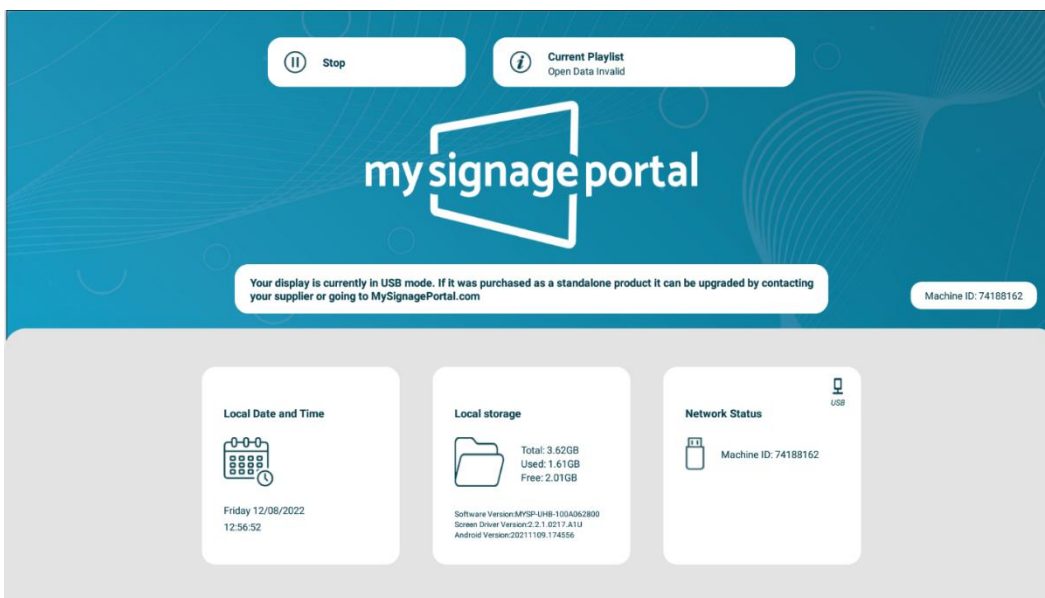 Stop
Current Playlist
Open Data Invalid
my signage portal
Your display is currently in USB mode. If it was purchased as a standalone product it can be upgraded by contacting
your supplier or going to MySignagePortal.com
Machine ID: 74188162
Local Date and Time
Friday 12/08/2022
12:56:52
Local storage
Total: 3.62GB
Used: 1.61GB
Free: 2.01GB
Software Version:MYSP-UHB-100A062800
Screen Driver Version:2.2.1.0217.A1U
Android Version:20211109.174556
USB
Network Status
Machine ID: 74188162